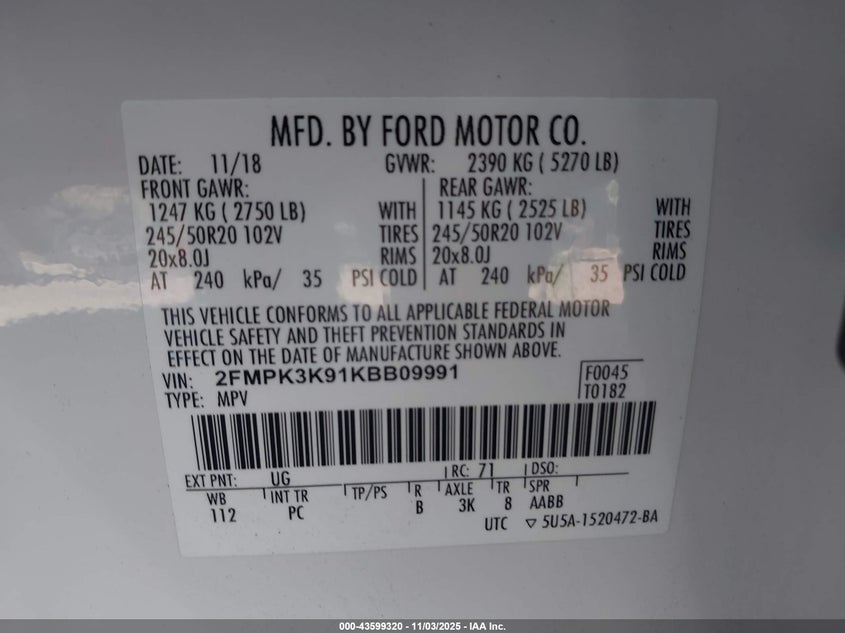 MFD. BY FORD MOTOR CO.
DATE: 11/18 GVWR: 2390 KG ( 5270 LB)
FRONT GAWR: REAR GAWR:
1247 KG ( 2750 LB) WITH 1145 KG ( 2525 LB) WITH
245/50R20 102V TIRES 245/50R20 102V TIRES
20x8.0J RIMS 20x8.0J RIMS
AT 240 kPa/ 35 PSI COLD AT 240 kPa/ 35 PSI COLD
THIS VEHICLE CONFORMS TO ALL APPLICABLE FEDERAL MOTOR
VEHICLE SAFETY AND THEFT PREVENTION STANDARDS IN
EFFECT ON THE DATE OF MANUFACTURE SHOWN ABOVE.
VIN: 2FMPK3K91KBB09991 F0045
TYPE: MPV T0182
EXT PNT: UG RC: 71 DSO:
WB INT TR TP/PS R AXLE TR SPR
112 PC B 3K 8 AABB
UTC ▽ 5U5A-1520472-BA
000-43599320 - 11/03/2025 - IAA Inc.